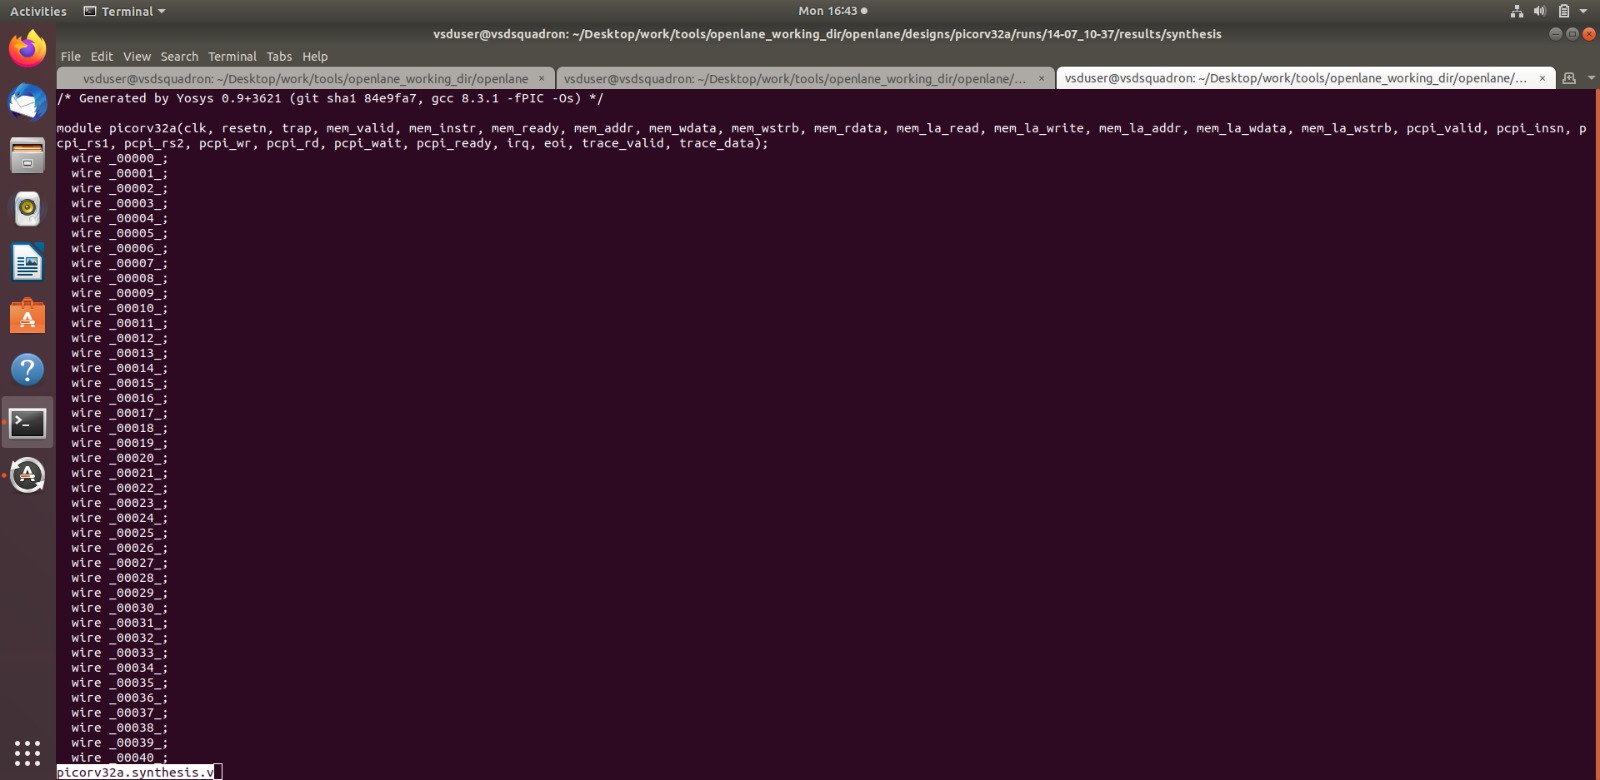 Activities Terminal Mon 16:43
vsduser@vsdsquadron: ~/Desktop/work/tools/openlane_working_dir/openlane/designs/picorv32a/runs/14-07_10-37/results/synthesis
File Edit View Search Terminal Tabs Help
vsduser@vsdsquadron: ~/Desktop/work/tools/openlane_working_dir/openlane × vsduser@vsdsquadron: ~/Desktop/work/tools/openlane_working_dir/openlane/... × vsduser@vsdsquadron: ~/Desktop/work/tools/openlane_working_dir/openlane/... ×
/* Generated by Yosys 0.9+3621 (git sha1 84e9fa7, gcc 8.3.1 -fPIC -Os) */
module picorv32a(clk, resetn, trap, mem_valid, mem_instr, mem_ready, mem_addr, mem_wdata, mem_wstrb, mem_rdata, mem_la_read, mem_la_write, mem_la_addr, mem_la_wdata, mem_la_wstrb, pcpi_valid, pcpi_insn, p
cpi_rs1, pcpi_rs2, pcpi_wr, pcpi_rd, pcpi_wait, pcpi_ready, irq, eoi, trace_valid, trace_data);
wire _00000_;
wire _00001_;
wire _00002_;
wire _00003_;
wire _00004_;
wire _00005_;
wire _00006_;
wire _00007_;
wire _00008_;
wire _00009_;
wire _00010_;
wire _00011_;
wire _00012_;
wire _00013_;
wire _00014_;
wire _00015_;
wire _00016_;
wire _00017_;
wire _00018_;
wire _00019_;
wire _00020_;
wire _00021_;
wire _00022_;
wire _00023_;
wire _00024_;
wire _00025_;
wire _00026_;
wire _00027_;
wire _00028_;
wire _00029_;
wire _00030_;
wire _00031_;
wire _00032_;
wire _00033_;
wire _00034_;
wire _00035_;
wire _00036_;
wire _00037_;
wire _00038_;
wire _00039_;
wire _00040_;
picorv32a.synthesis.v